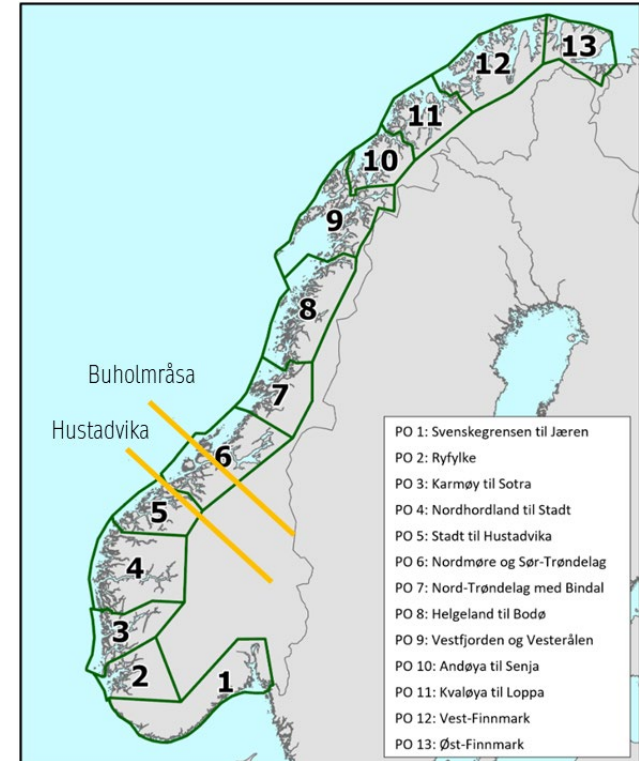 13
12
11
10
9
8
Buholmråsa
7
Hustadvika
6
5
4
3
2
1
PO 1: Svenskegrensen til Jæren
PO 2: Ryfylke
PO 3: Karmøy til Sotra
PO 4: Nordhordland til Stadt
PO 5: Stadt til Hustadvika
PO 6: Nordmøre og Sør-Trøndelag
PO 7: Nord-Trøndelag med Bindal
PO 8: Helgeland til Bodø
PO 9: Vestfjorden og Vesterålen
PO 10: Andøya til Senja
PO 11: Kvaløya til Loppa
PO 12: Vest-Finnmark
PO 13: Øst-Finnmark